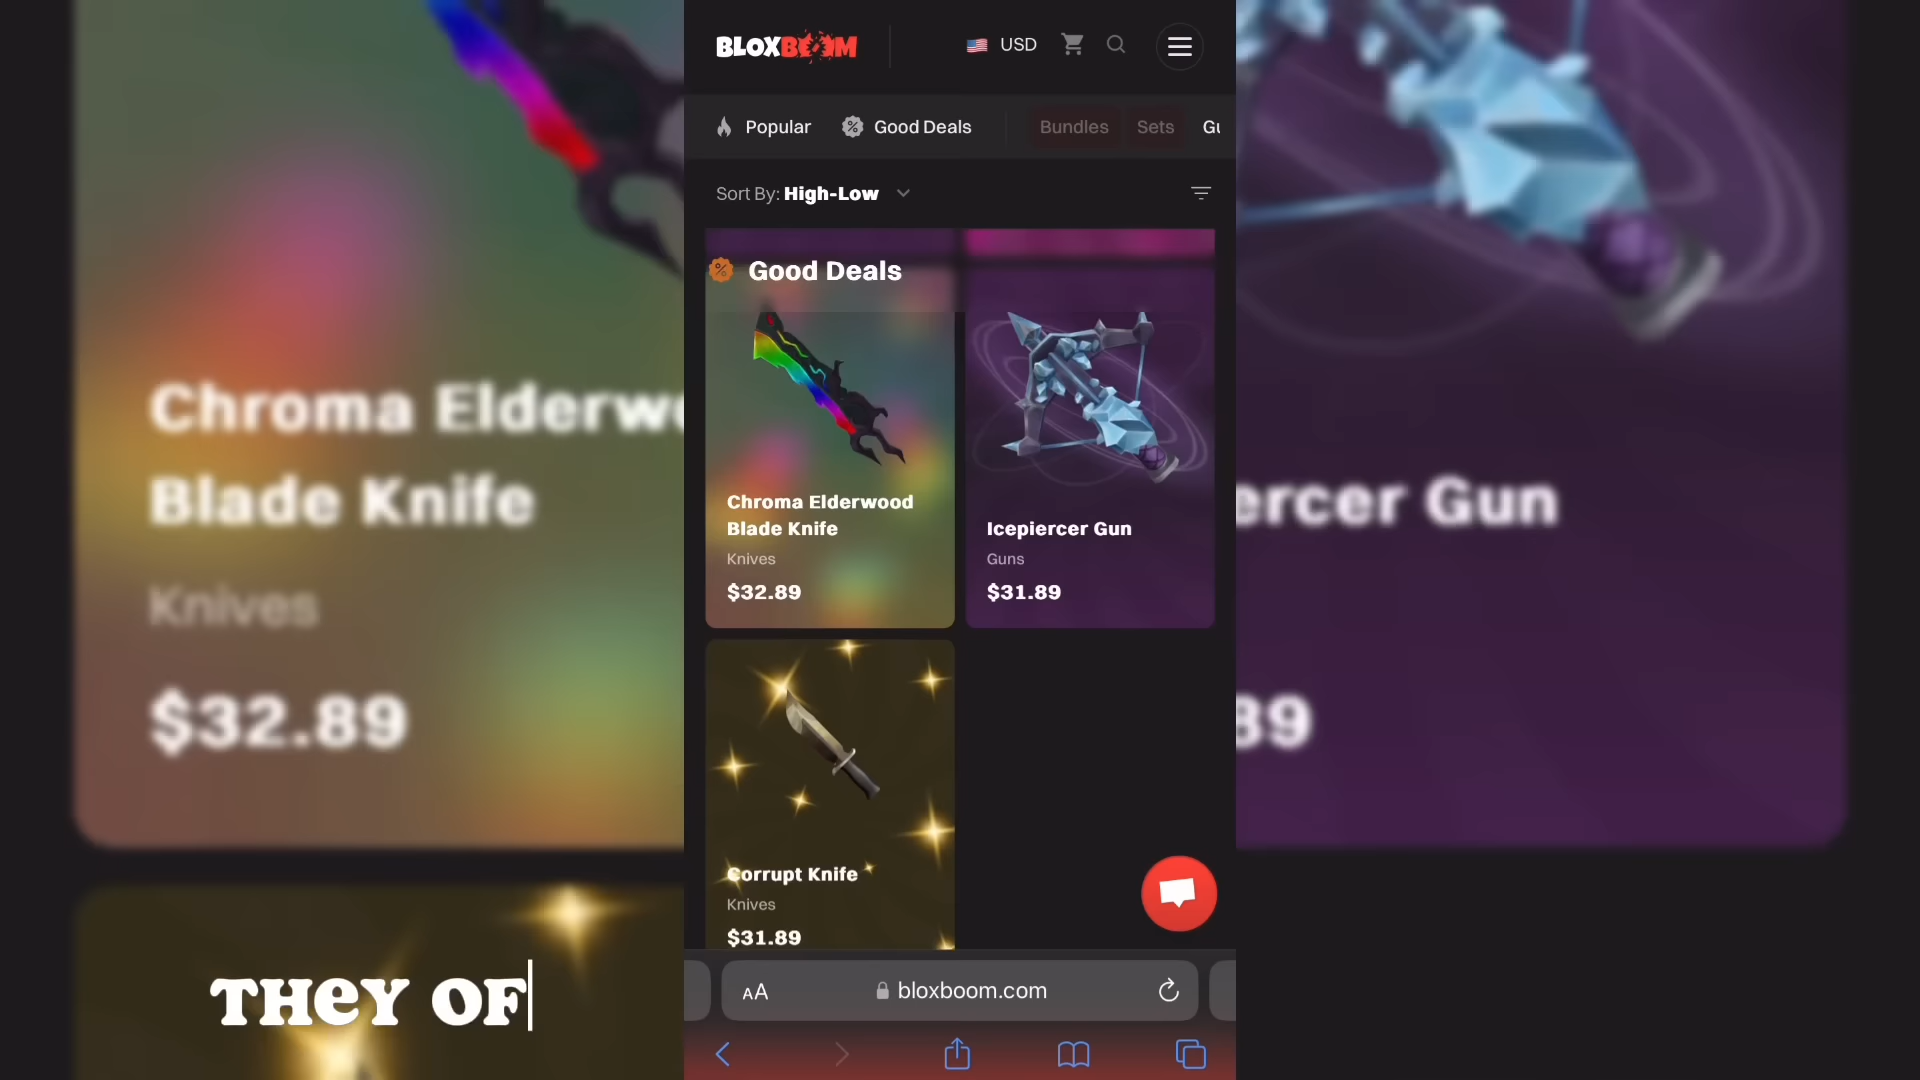 BLOXBOOM
USD
Popular
Good Deals
Bundles
Sets
Gu
Sort By: High-Low
Good Deals
Chroma Elderwood
Blade Knife
Knives
$32.89
Icepiercer Gun
Guns
$31.89
Corrupt Knife
Knives
$31.89
AA
bloxboom.com
Chroma Elderwo
Blade Knife
Knives
$32.89
ercer Gun
89
THeY OF